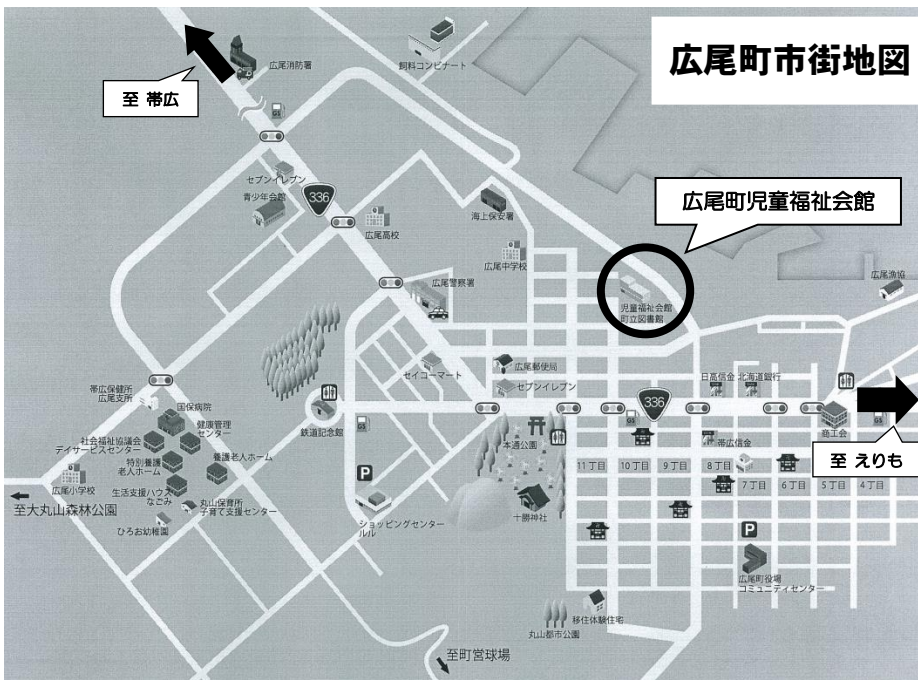 広尾町市街地図
至 帯広
広尾消防署
飼料コンビナート
GS
セブンイレブン
青少年会館
336
広尾高校
海上保安署
広尾町児童福祉会館
広尾中学校
広尾警察署
児童福祉会館
町立図書館
広尾漁協
帯広保健所
広尾支所
国保病院
健康管理
センター
社会福祉協議会
デイサービスセンター
特別養護
老人ホーム
養護老人ホーム
広尾小学校
生活支援ハウス
なごみ
丸山保育所
子育て支援センター
ひろお幼稚園
至大丸山森林公園
セイコーマート
広尾郵便局
セブンイレブン
鉄道記念館
GS
P
ショッピングセンター
ルル
本通公園
十勝神社
GS
336
日高信金
北海道銀行
帯広信金
商工会
GS
至 えりも
11丁目
10丁目
9丁目
8丁目
7丁目
6丁目
5丁目
4丁目
P
広尾町役場
コミュニティセンター
移住体験住宅
丸山都市公園
至町営球場